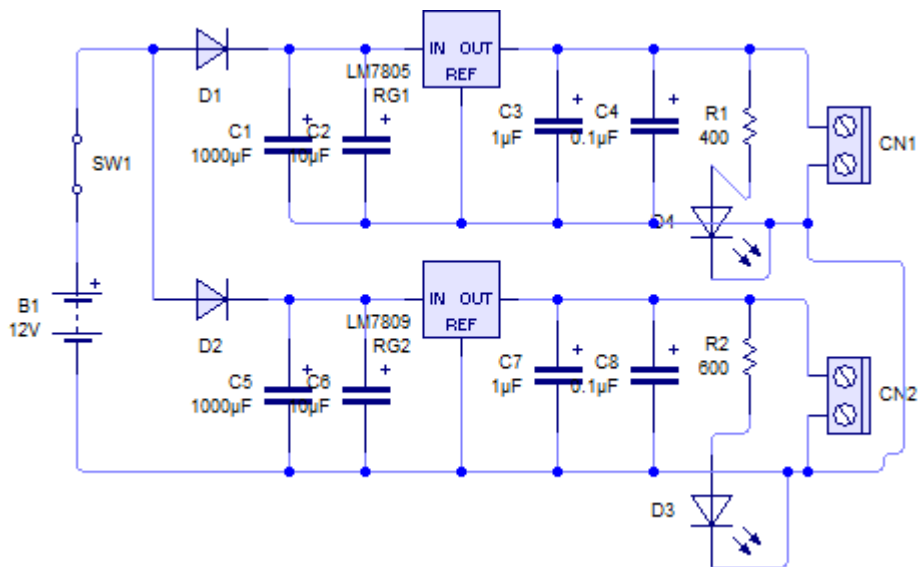 IN OUT
REF
LM7805
RG1
D1
C1
1000µF
C2
10µF
C3
1µF
C4
0.1µF
R1
400
CN1
SW1
D4
B1
12V
IN OUT
REF
LM7809
RG2
D2
C5
1000µF
C6
10µF
C7
1µF
C8
0.1µF
R2
600
CN2
D3